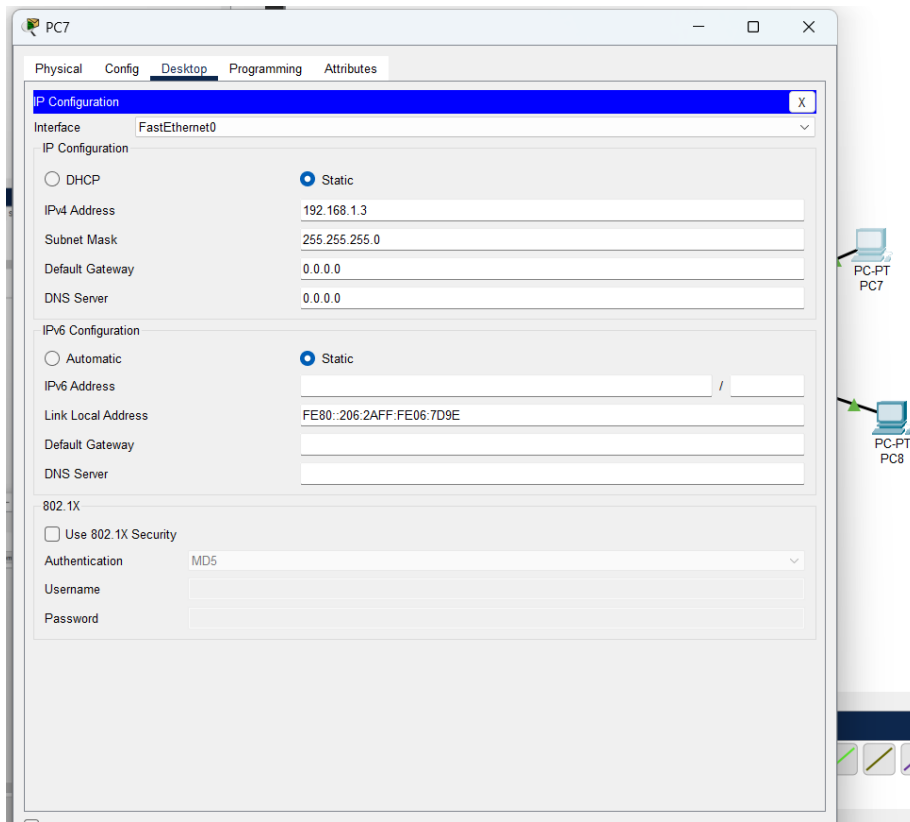 PC7
Physical Config Desktop Programming Attributes
IP Configuration X
Interface FastEthernet0
IP Configuration
DHCP Static
IPv4 Address 192.168.1.3
Subnet Mask 255.255.255.0
Default Gateway 0.0.0.0
DNS Server 0.0.0.0
IPv6 Configuration
Automatic Static
IPv6 Address /
Link Local Address FE80::206:2AFF:FE06:7D9E
Default Gateway
DNS Server
802.1X
Use 802.1X Security
Authentication MD5
Username
Password
PC-PT
PC7
PC-PT
PC8